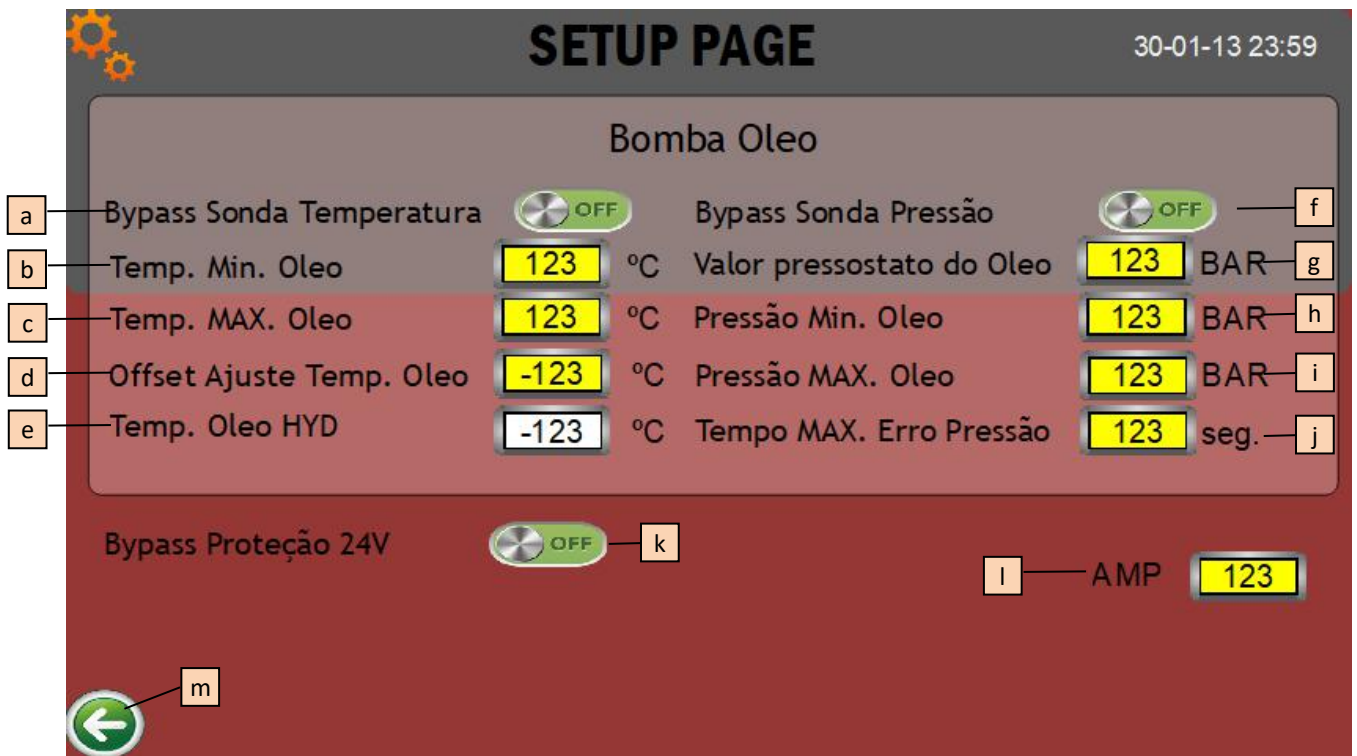 SETUP PAGE 30-01-13 23:59
Bomba Oleo
a Bypass Sonda Temperatura OFF Bypass Sonda Pressão OFF f
b Temp. Min. Oleo 123 ºC Valor pressostato do Oleo 123 BAR g
c Temp. MAX. Oleo 123 ºC Pressão Min. Oleo 123 BAR h
d Offset Ajuste Temp. Oleo -123 ºC Pressão MAX. Oleo 123 BAR i
e Temp. Oleo HYD -123 ºC Tempo MAX. Erro Pressão 123 seg. j
Bypass Proteção 24V OFF k
l AMP 123
m